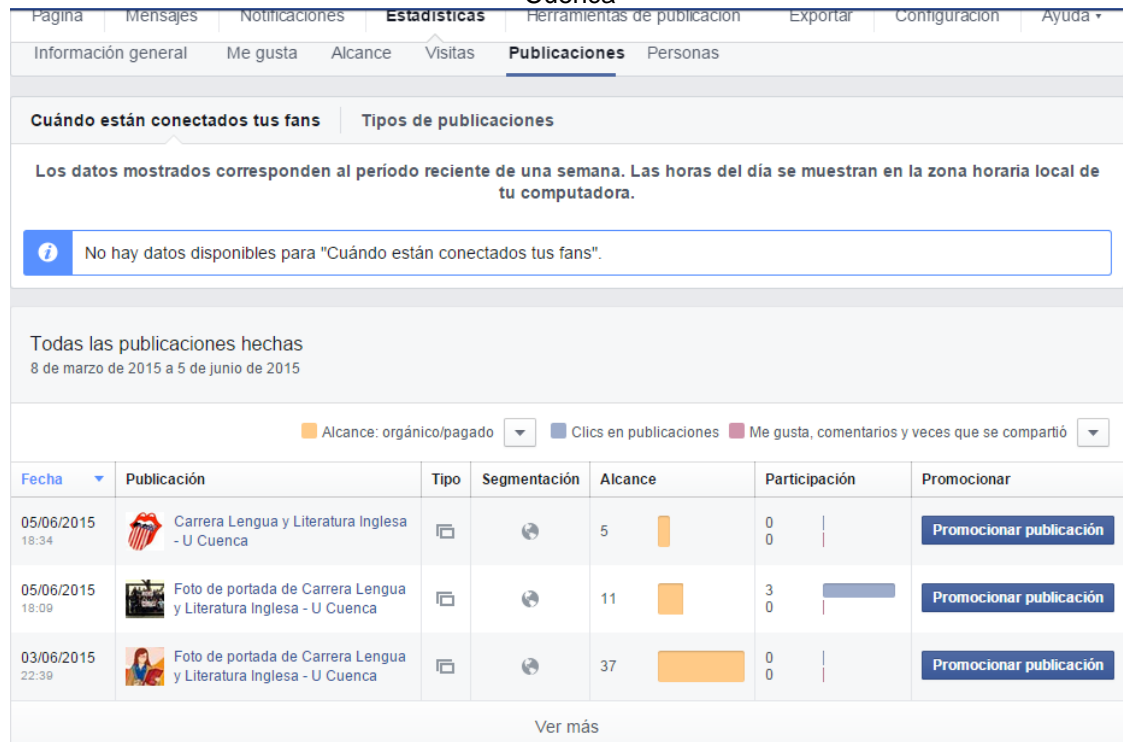 Cuenca
Página Mensajes Notificaciones Estadísticas Herramientas de publicación Exportar Configuración Ayuda
Información general Me gusta Alcance Visitas Publicaciones Personas
Cuándo están conectados tus fans Tipos de publicaciones
Los datos mostrados corresponden al período reciente de una semana. Las horas del día se muestran en la zona horaria local de
tu computadora.
No hay datos disponibles para "Cuándo están conectados tus fans".
Todas las publicaciones hechas
8 de marzo de 2015 a 5 de junio de 2015
Alcance: orgánico/pagado Clics en publicaciones Me gusta, comentarios y veces que se compartió
Fecha Publicación Tipo Segmentación Alcance Participación Promocionar
05/06/2015 Carrera Lengua y Literatura Inglesa 5 0 Promocionar publicación
18:34 - U Cuenca 0
05/06/2015 Foto de portada de Carrera Lengua 11 3 Promocionar publicación
18:09 y Literatura Inglesa - U Cuenca 0
03/06/2015 Foto de portada de Carrera Lengua 37 0 Promocionar publicación
22:39 y Literatura Inglesa - U Cuenca 0
Ver más